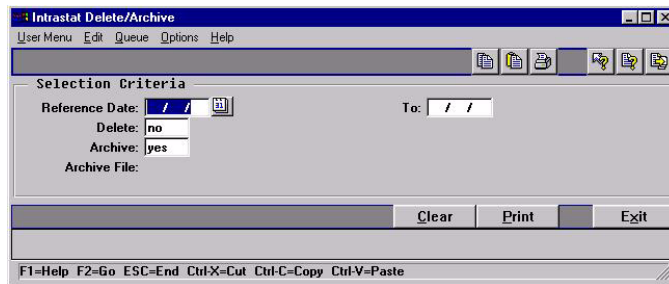 Intrastat Delete/Archive
User Menu Edit Queue Options Help
Selection Criteria
Reference Date: / / 31 To: / /
Delete: no
Archive: yes
Archive File:
Clear Print Exit
F1=Help F2=Go ESC=End Ctrl-X=Cut Ctrl-C=Copy Ctrl-V=Paste